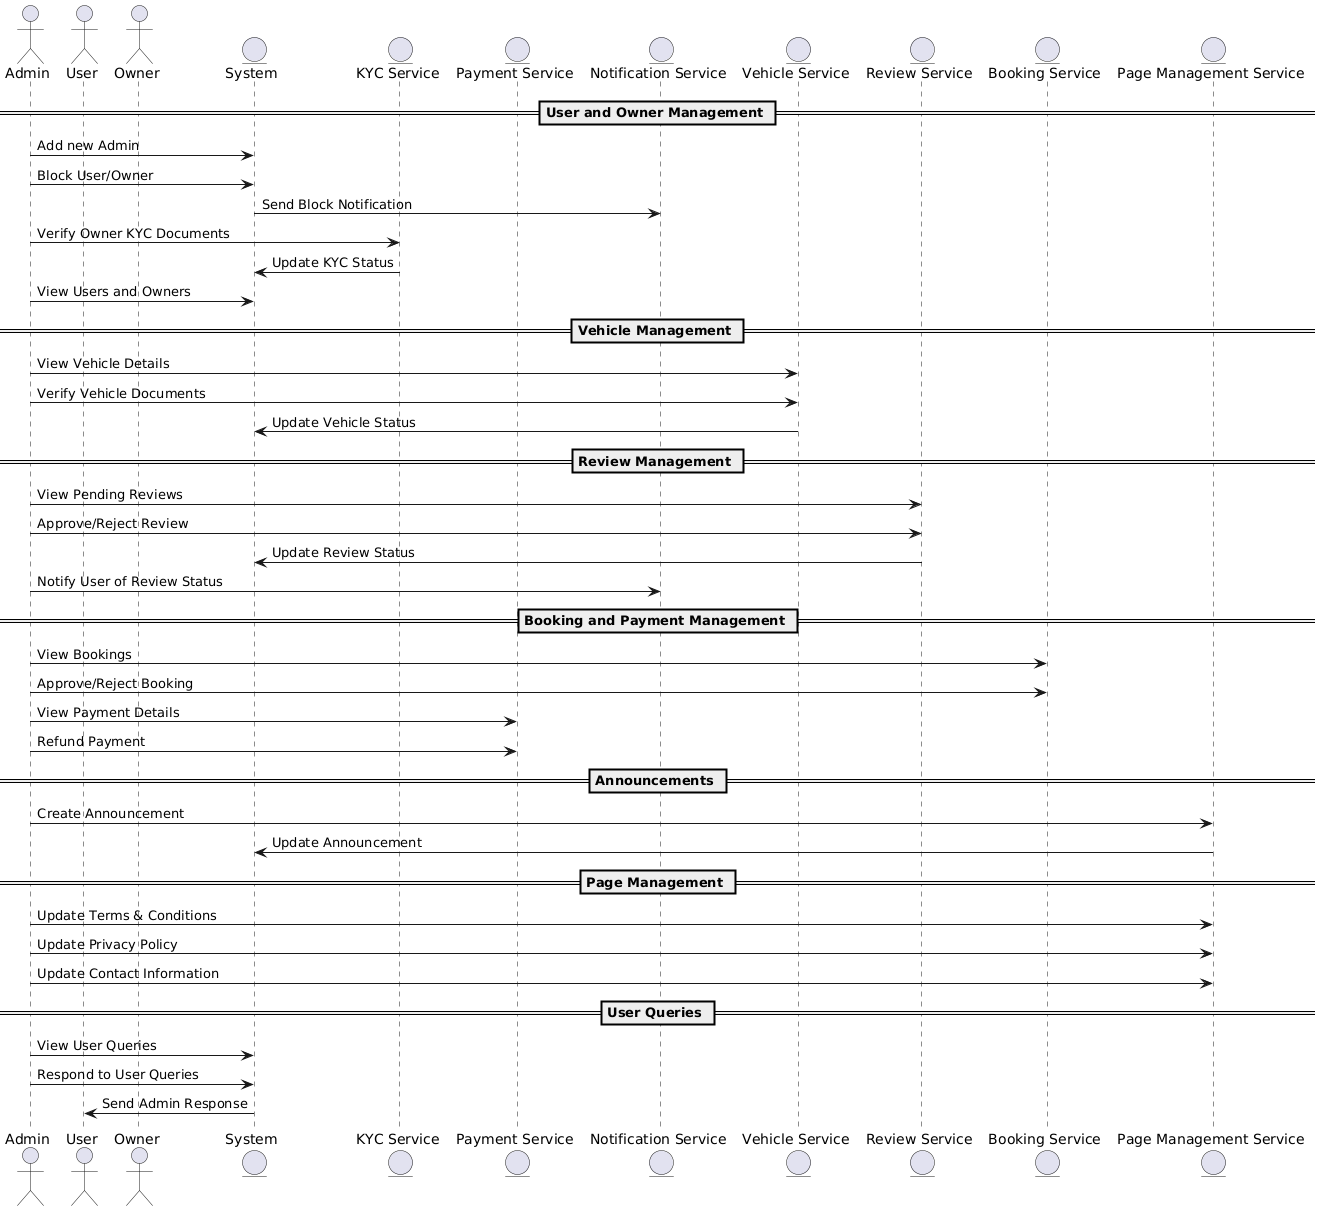 Admin User Owner System KYC Service Payment Service Notification Service Vehicle Service Review Service Booking Service Page Management Service
User and Owner Management
Add new Admin
Block User/Owner
Send Block Notification
Verify Owner KYC Documents
Update KYC Status
View Users and Owners
Vehicle Management
View Vehicle Details
Verify Vehicle Documents
Update Vehicle Status
Review Management
View Pending Reviews
Approve/Reject Review
Update Review Status
Notify User of Review Status
Booking and Payment Management
View Bookings
Approve/Reject Booking
View Payment Details
Refund Payment
Announcements
Create Announcement
Update Announcement
Page Management
Update Terms & Conditions
Update Privacy Policy
Update Contact Information
User Queries
View User Queries
Respond to User Queries
Send Admin Response
Admin User Owner System KYC Service Payment Service Notification Service Vehicle Service Review Service Booking Service Page Management Service